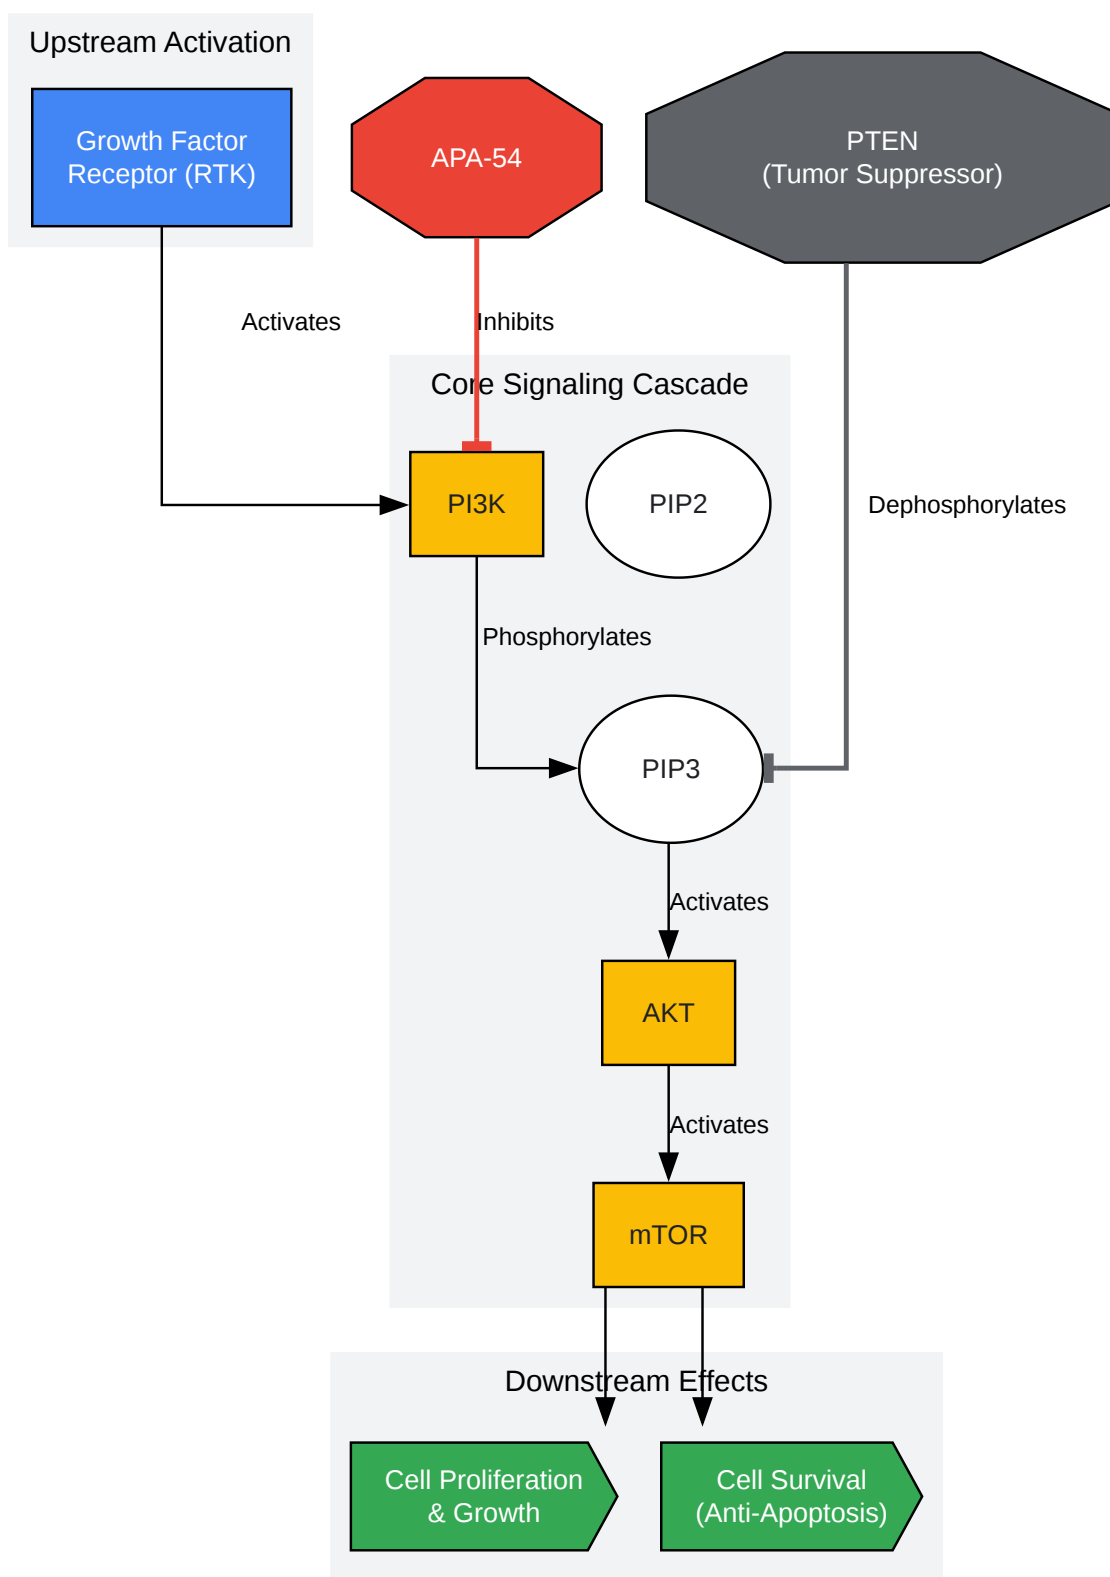 Upstream Activation
Growth Factor
Receptor (RTK)
APA-54
PTEN
(Tumor Suppressor)
Activates
Inhibits
Core Signaling Cascade
PI3K
PIP2
Dephosphorylates
Phosphorylates
PIP3
Activates
AKT
Activates
mTOR
Downstream Effects
Cell Proliferation
& Growth
Cell Survival
(Anti-Apoptosis)